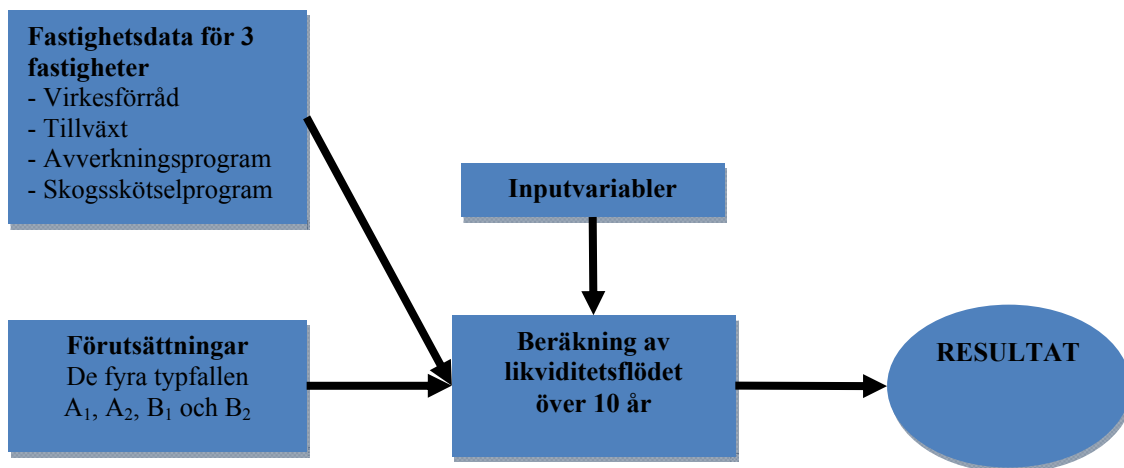 Fastighetsdata för 3
fastigheter
- Virkesförråd
- Tillväxt
- Avverkningsprogram
- Skogsskötselprogram
Inputvariabler
Förutsättningar
De fyra typfallen
A₁, A₂, B₁ och B₂
Beräkning av
likviditetsflödet
över 10 år
RESULTAT